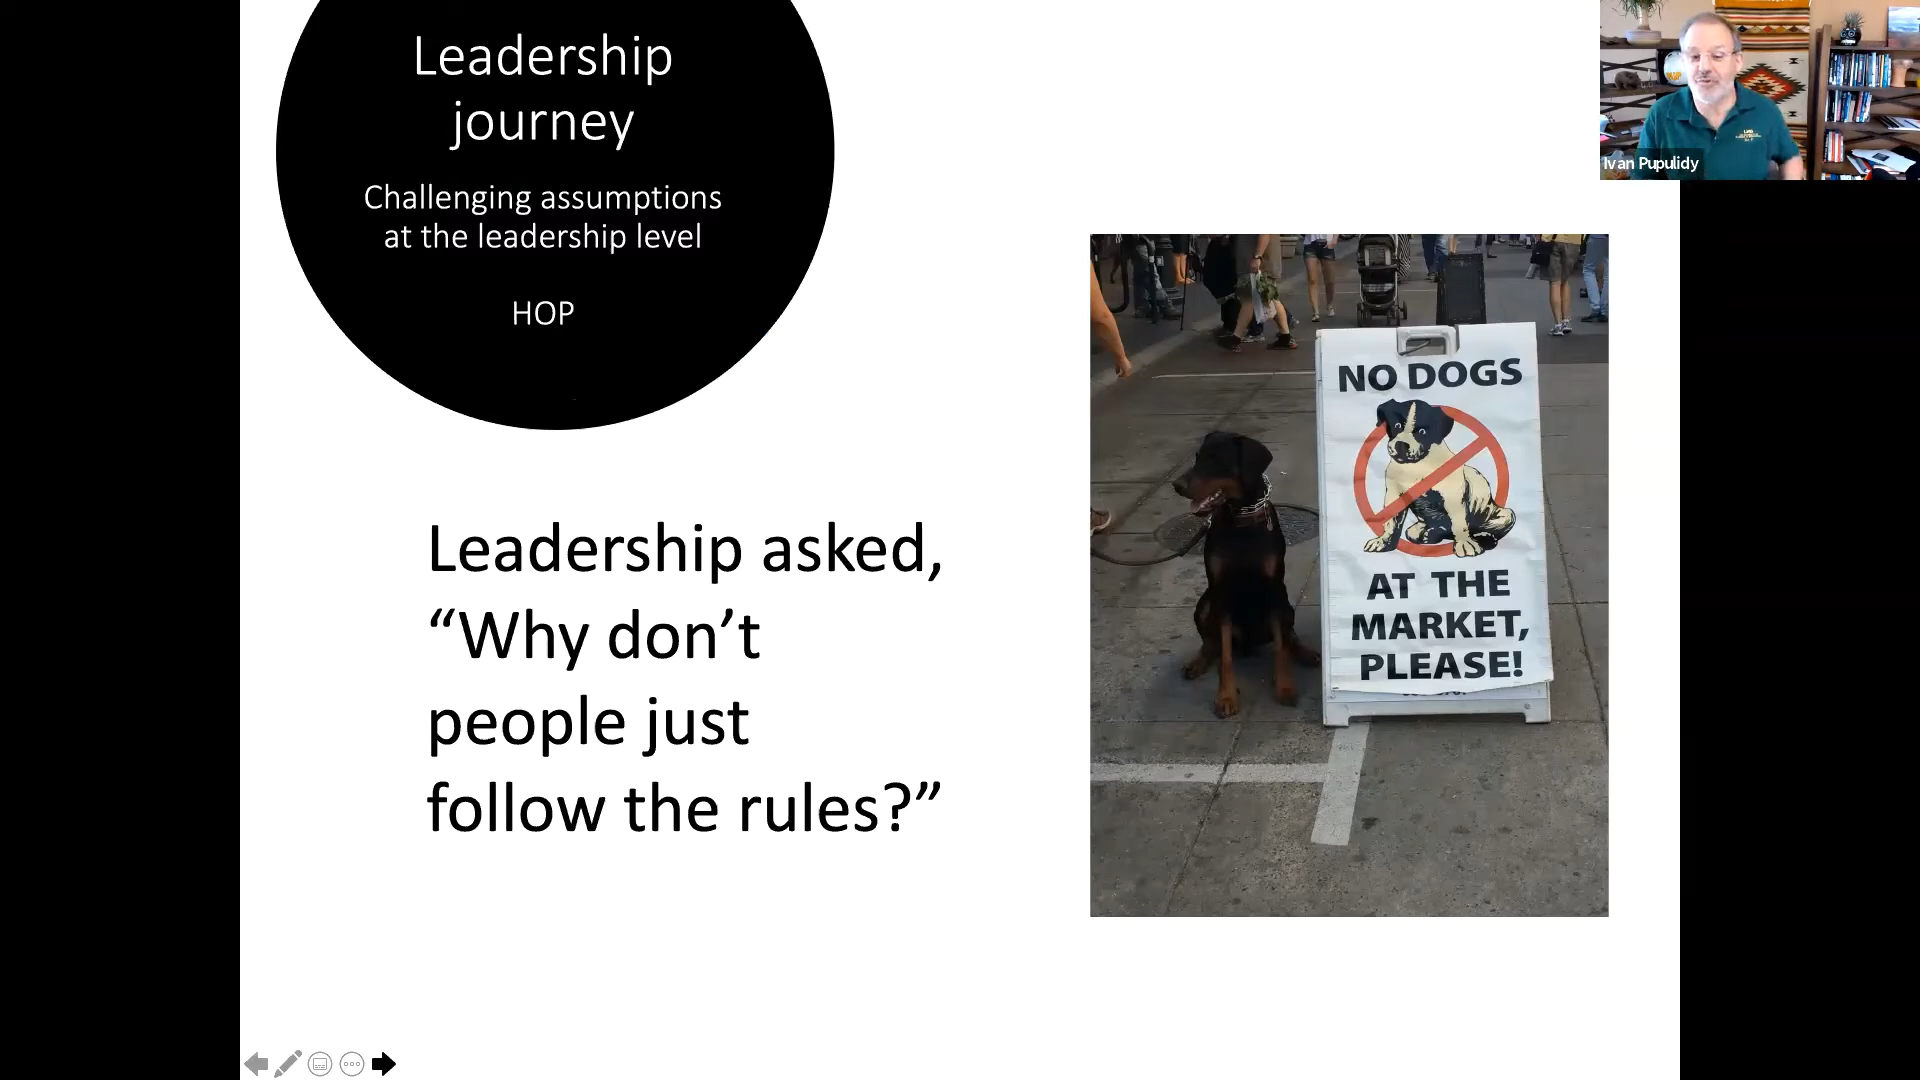 Leadership
journey
Challenging assumptions
at the leadership level
HOP
Ivan Pupulidy
Leadership asked,
“Why don’t
people just
follow the rules?”
NO DOGS
AT THE
MARKET,
PLEASE!